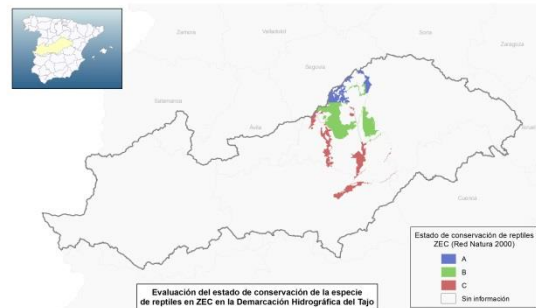 Zamora
Valladolid
Soria
Zaragoza
Segovia
Salamanca
Ávila
Teruel
Cuenca
Estado de conservación de reptiles
ZEC (Red Natura 2000)
A
B
C
Sin información
Evaluación del estado de conservación de la especie
de reptiles en ZEC en la Demarcación Hidrográfica del Tajo